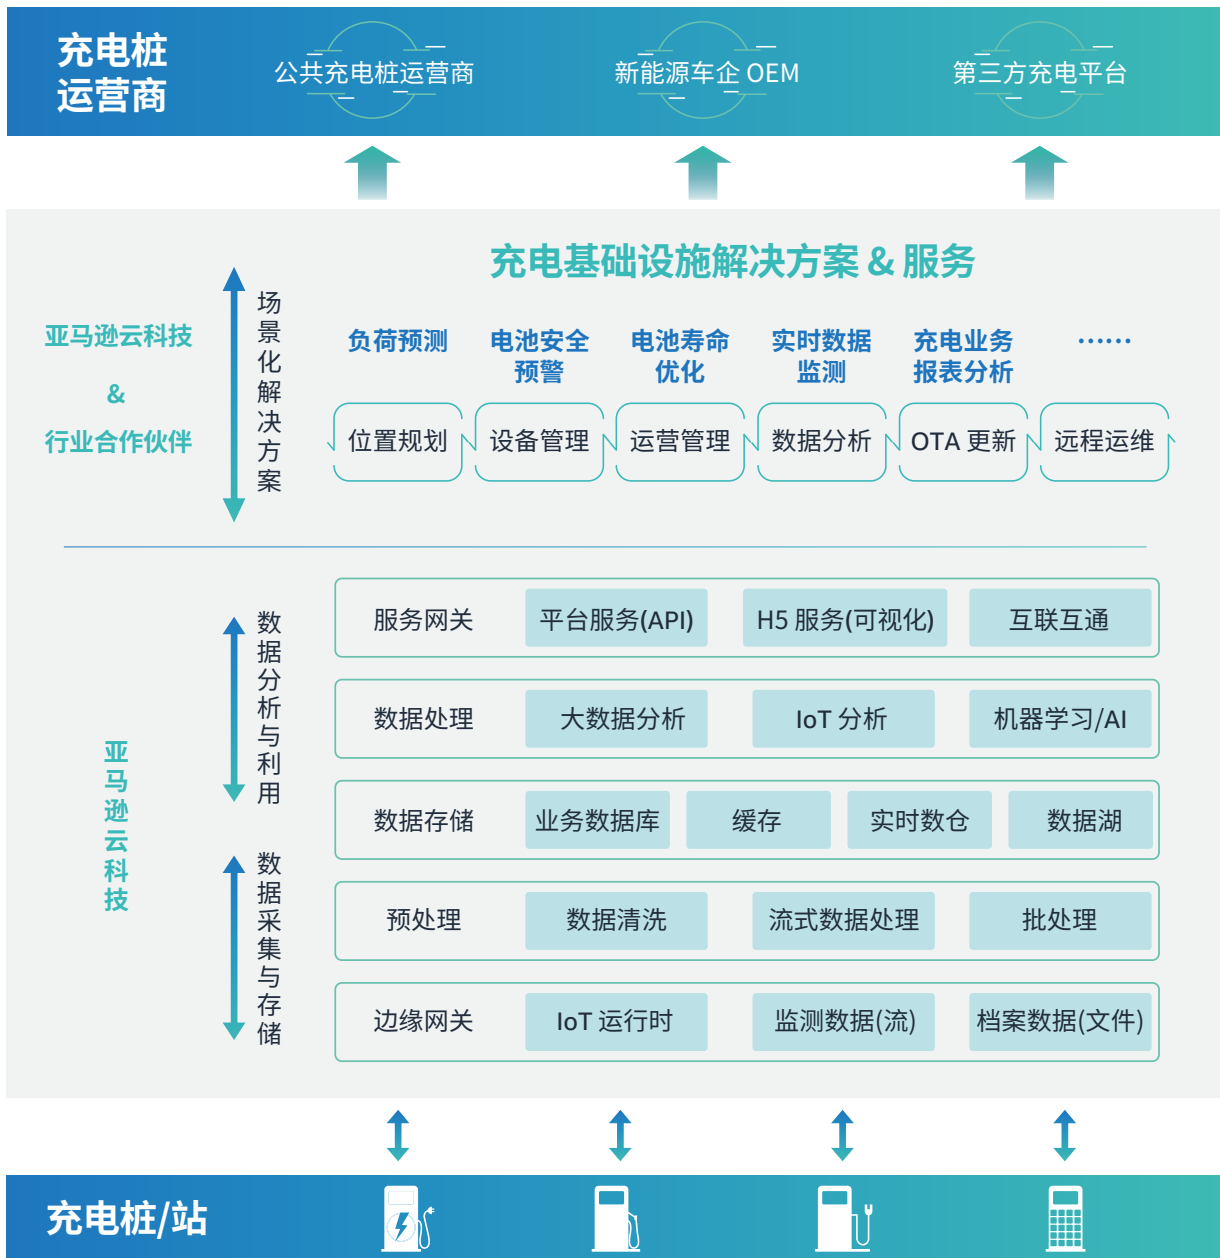 充电桩
运营商
公共充电桩运营商
新能源车企 OEM
第三方充电平台
充电基础设施解决方案 & 服务
亚马逊云科技
&
行业合作伙伴
场景化解决方案
负荷预测
电池安全
预警
电池寿命
优化
实时数据
监测
充电业务
报表分析
······
位置规划
设备管理
运营管理
数据分析
OTA 更新
远程运维
亚马逊云科技
数据分析与利用
服务网关
平台服务(API)
H5 服务(可视化)
互联互通
数据处理
大数据分析
IoT 分析
机器学习/AI
数据存储
业务数据库
缓存
实时数仓
数据湖
数据采集与存储
预处理
数据清洗
流式数据处理
批处理
边缘网关
IoT 运行时
监测数据(流)
档案数据(文件)
充电桩/站